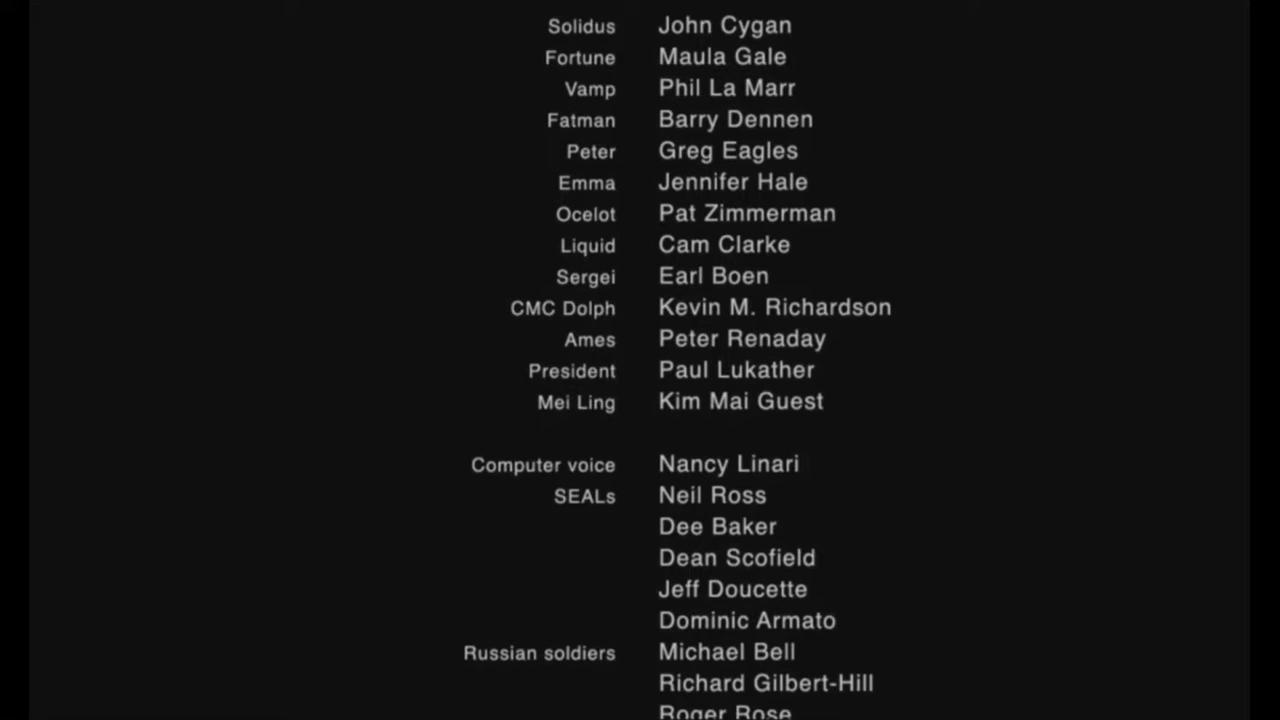 Solidus John Cygan
Fortune Maula Gale
Vamp Phil La Marr
Fatman Barry Dennen
Peter Greg Eagles
Emma Jennifer Hale
Ocelot Pat Zimmerman
Liquid Cam Clarke
Sergei Earl Boen
CMC Dolph Kevin M. Richardson
Ames Peter Renaday
President Paul Lukather
Mei Ling Kim Mai Guest
Computer voice Nancy Linari
SEALs Neil Ross
Dee Baker
Dean Scofield
Jeff Doucette
Dominic Armato
Russian soldiers Michael Bell
Richard Gilbert-Hill
Roger Rose